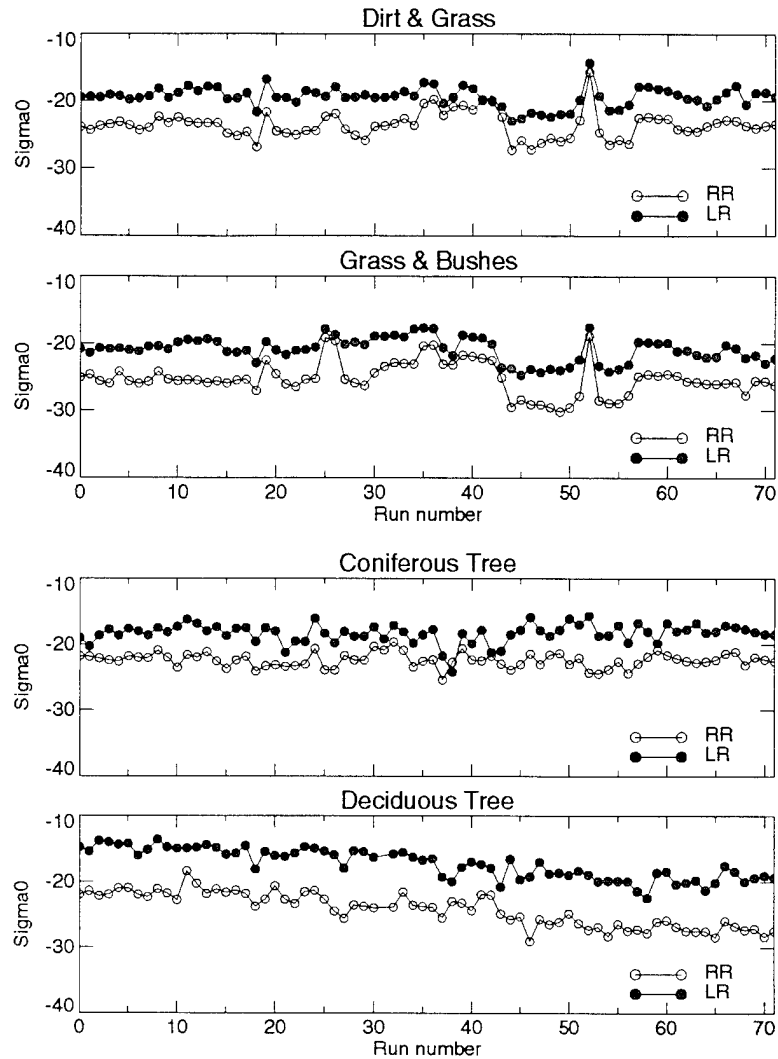 Dirt & Grass
-10
-20
-30
-40
Sigma0
RR
LR
Grass & Bushes
-10
-20
-30
-40
Sigma0
RR
LR
0 10 20 30 40 50 60 70
Run number
Coniferous Tree
-10
-20
-30
-40
Sigma0
RR
LR
Deciduous Tree
-10
-20
-30
-40
Sigma0
RR
LR
0 10 20 30 40 50 60 70
Run number